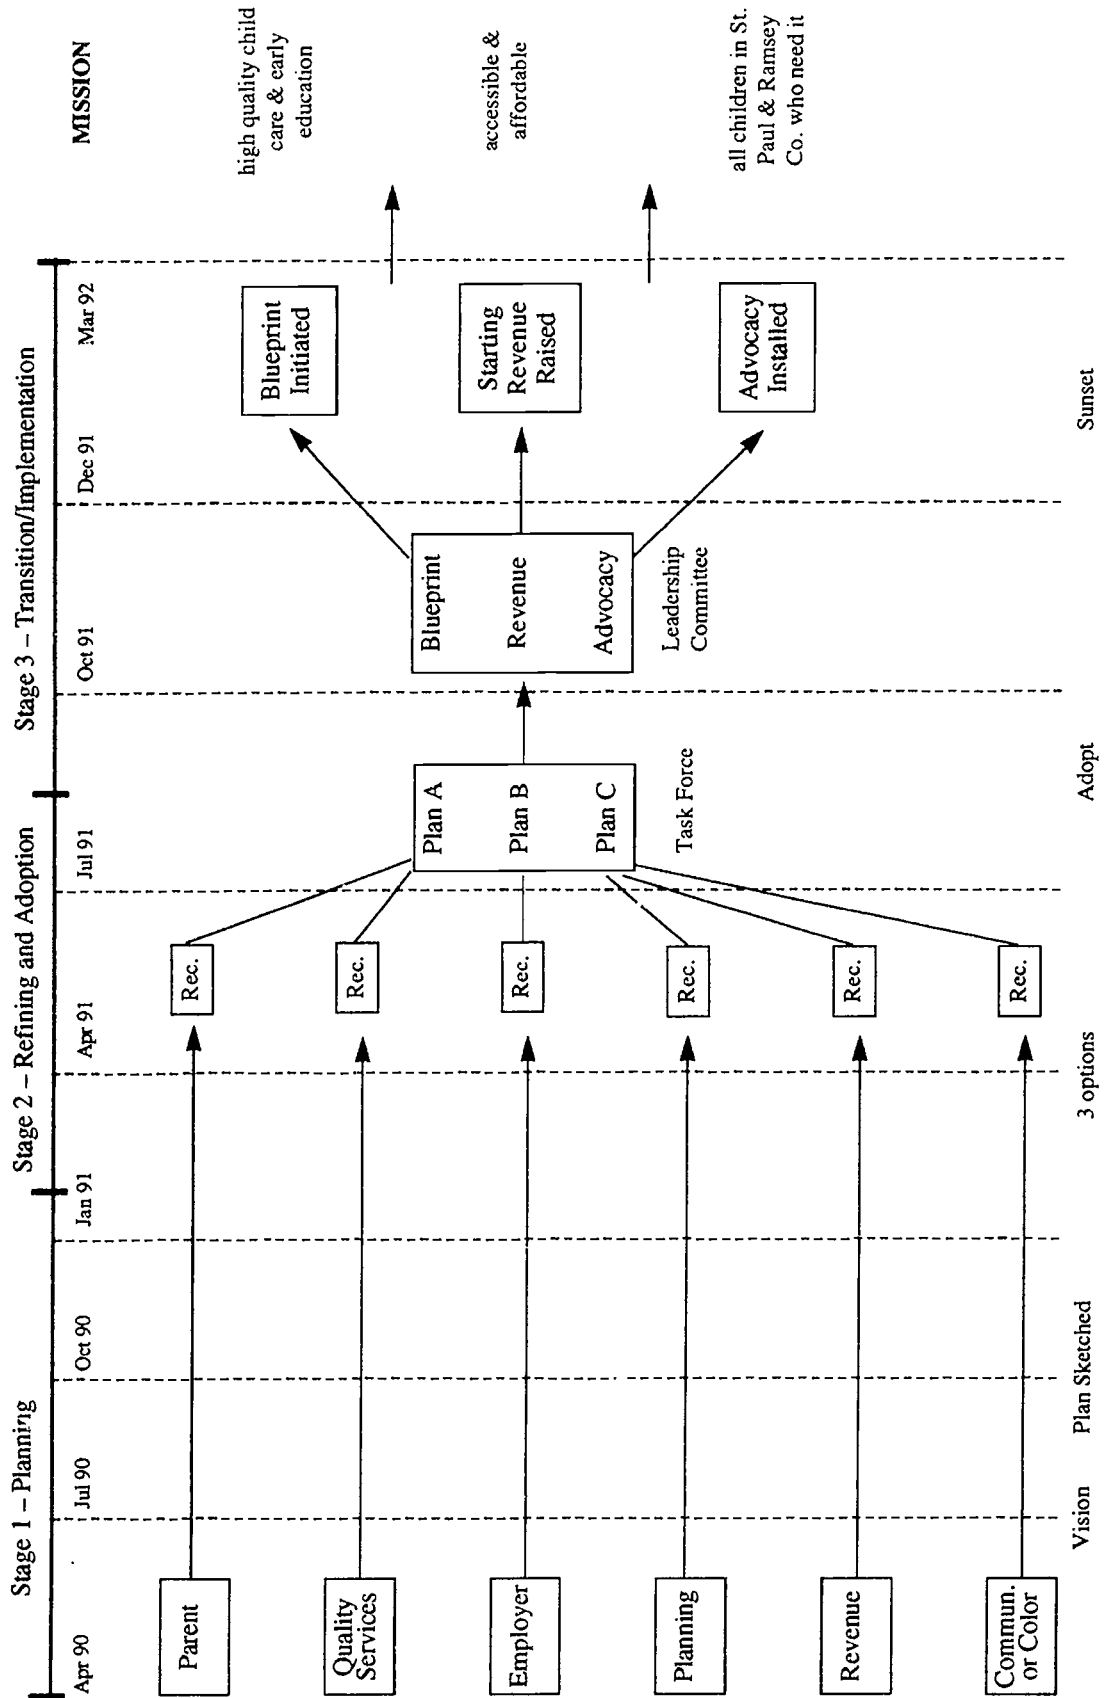 Stage 1 – Planning
Stage 2 – Refining and Adoption
Stage 3 – Transition/Implementation
Apr 90
Jul 90
Oct 90
Jan 91
Apr 91
Jul 91
Oct 91
Dec 91
Mar 92
MISSION
Parent
Quality
Services
Employer
Planning
Revenue
Commun.
or Color
Rec.
Rec.
Rec.
Rec.
Rec.
Rec.
Plan A
Plan B
Plan C
Task Force
Blueprint
Revenue
Advocacy
Leadership
Committee
Blueprint
Initiated
Starting
Revenue
Raised
Advocacy
Installed
high quality child
care & early
education
accessible &
affordable
all children in St.
Paul & Ramsey
Co. who need it
Vision
Plan Sketched
3 options
Adopt
Sunset